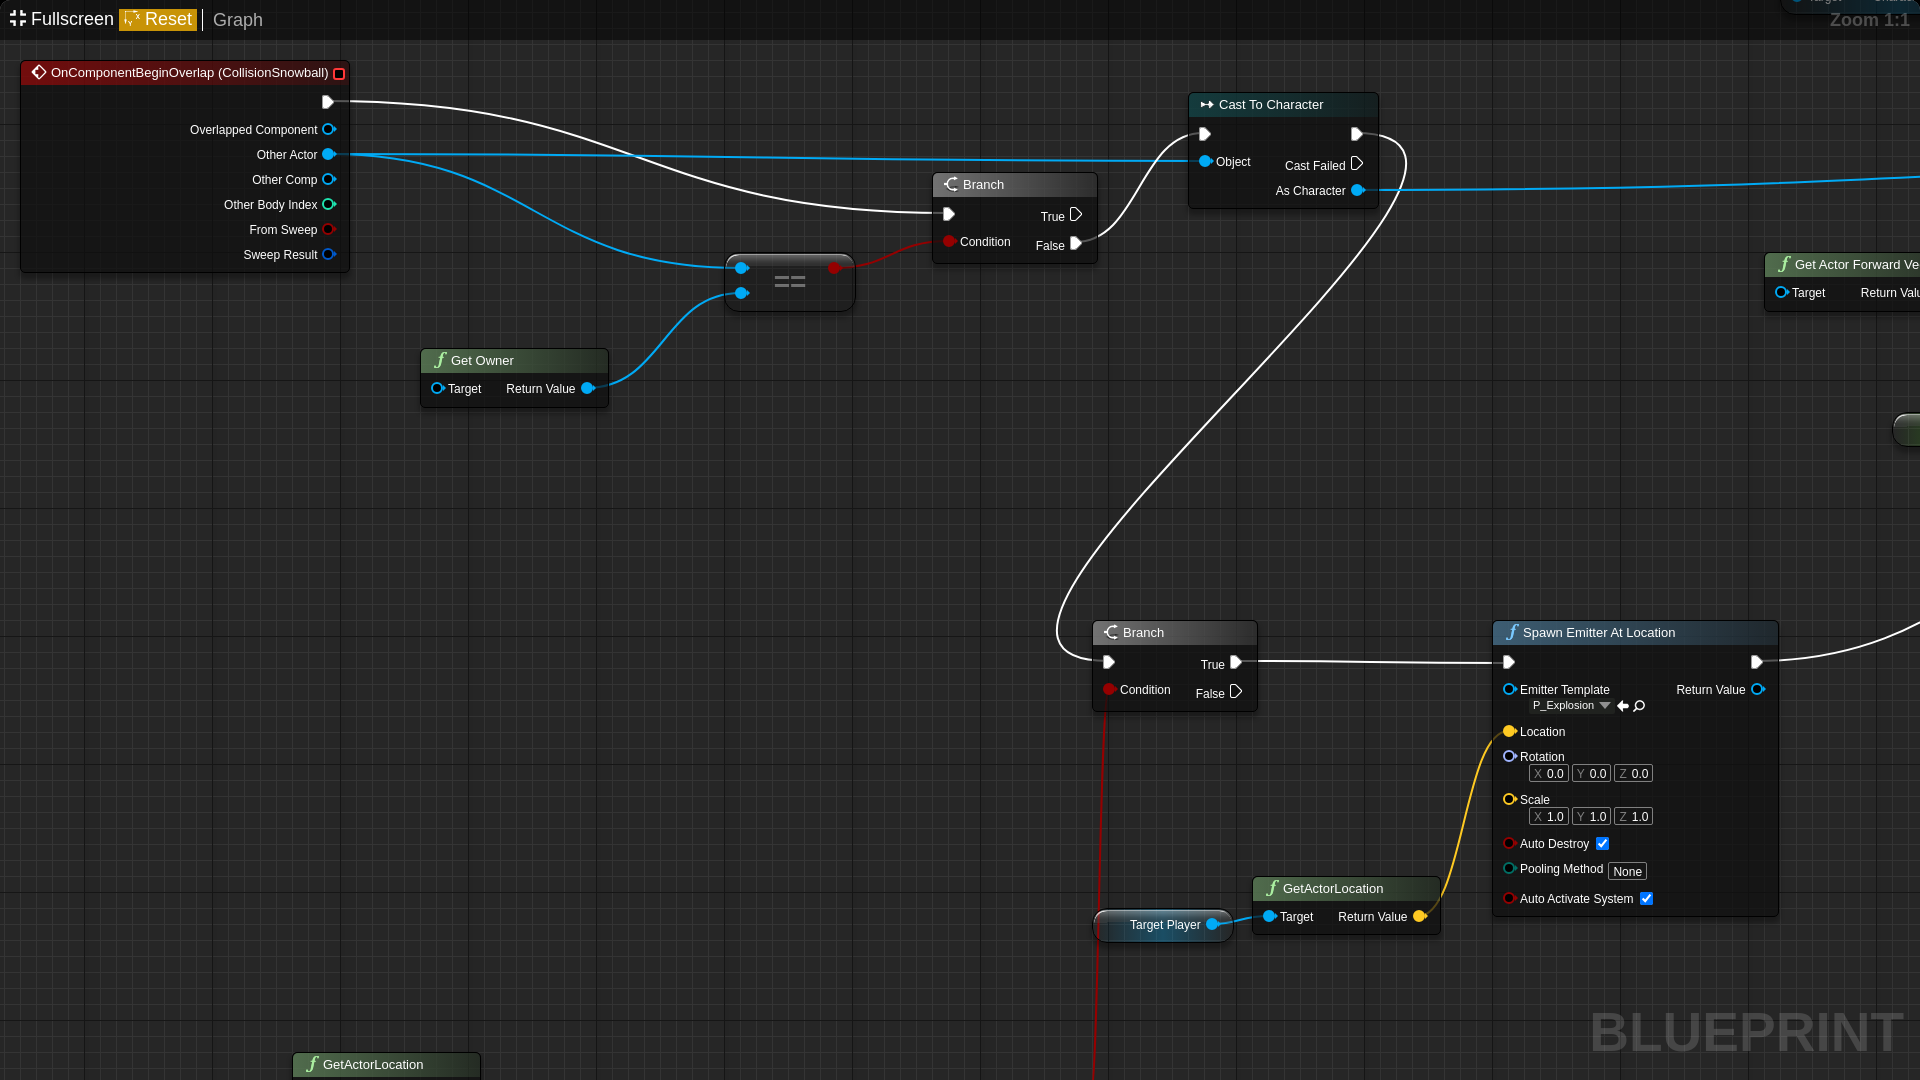 Fullscreen Reset Graph
Zoom 1:1
OnComponentBeginOverlap (CollisionSnowball)
Overlapped Component
Other Actor
Other Comp
Other Body Index
From Sweep
Sweep Result
Get Owner
Target Return Value
==
Branch
True
Condition False
Cast To Character
Object Cast Failed
As Character
Get Actor Forward Ve
Target Return Valu
Branch
True
Condition False
Spawn Emitter At Location
Emitter Template Return Value
P_Explosion
Location
Rotation
X 0.0 Y 0.0 Z 0.0
Scale
X 1.0 Y 1.0 Z 1.0
Auto Destroy
Pooling Method None
Auto Activate System
Target Player
GetActorLocation
Target Return Value
GetActorLocation
BLUEPRINT